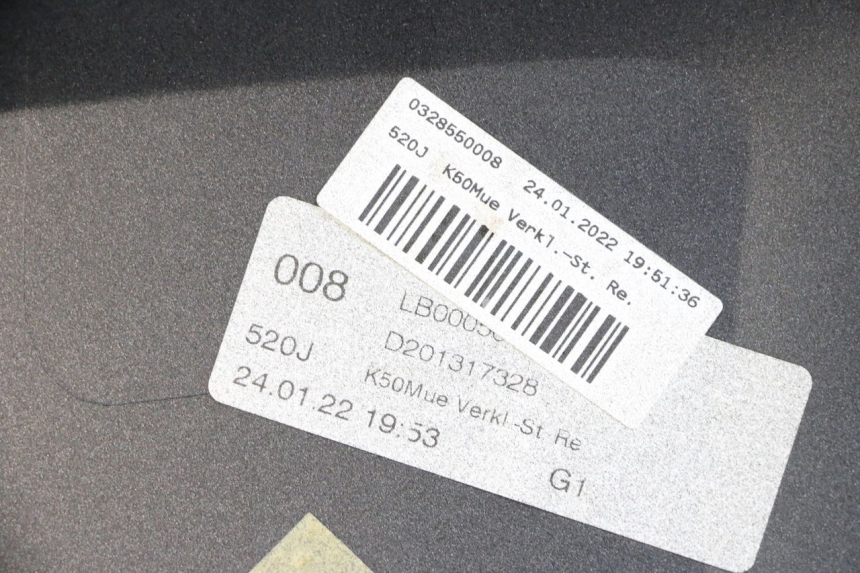 0328550008 24.01.2022 19:51:36
520J K50Mue Verkl.-St. Re.
008
LB0005
D201317328
520J
K50Mue Verkl.-St Re
24.01.22 19:53
G1